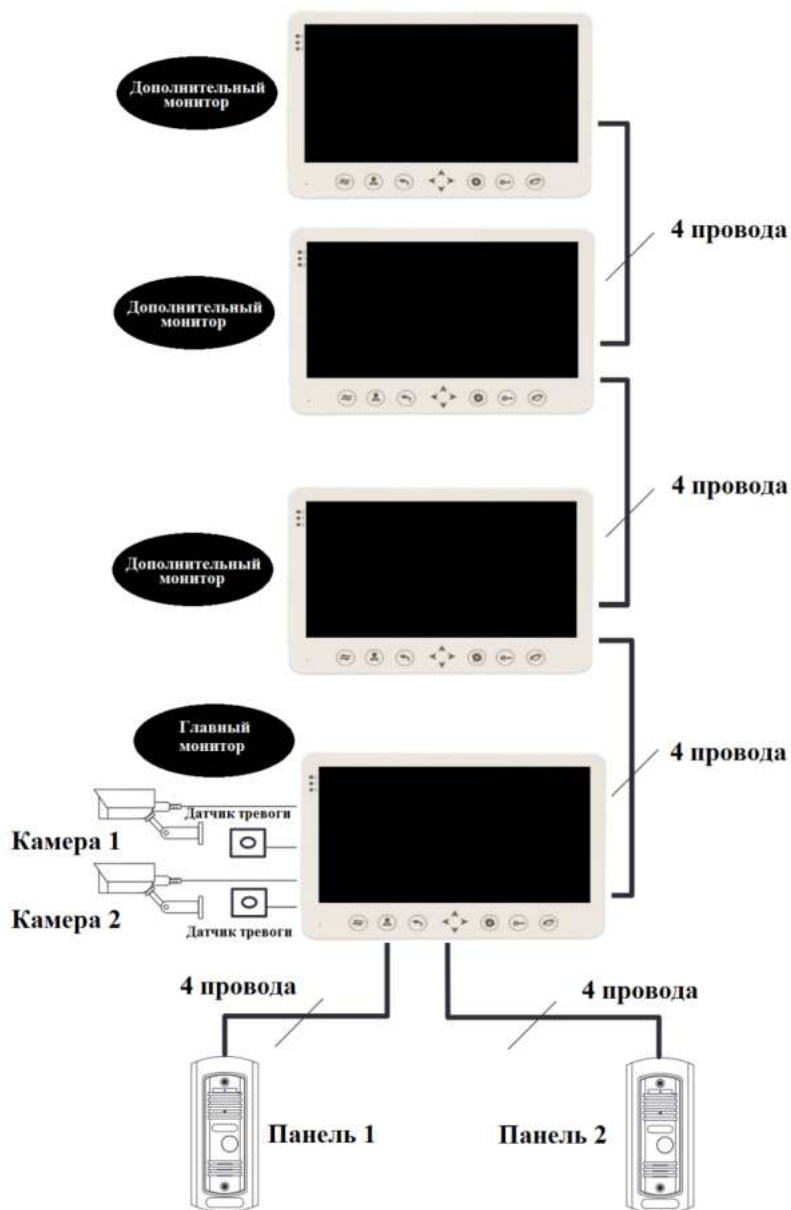 Дополнительный
монитор
4 провода
Дополнительный
монитор
4 провода
Дополнительный
монитор
Главный
монитор
4 провода
Датчик тревоги
Камера 1
Камера 2
Датчик тревоги
4 провода
4 провода
Панель 1
Панель 2